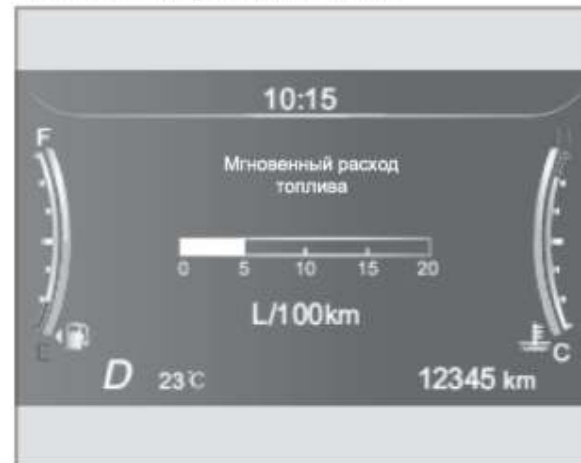 10:15
F
H
Мгновенный расход
топлива
0 5 10 15 20
L/100km
E
C
D 23°C 12345 km